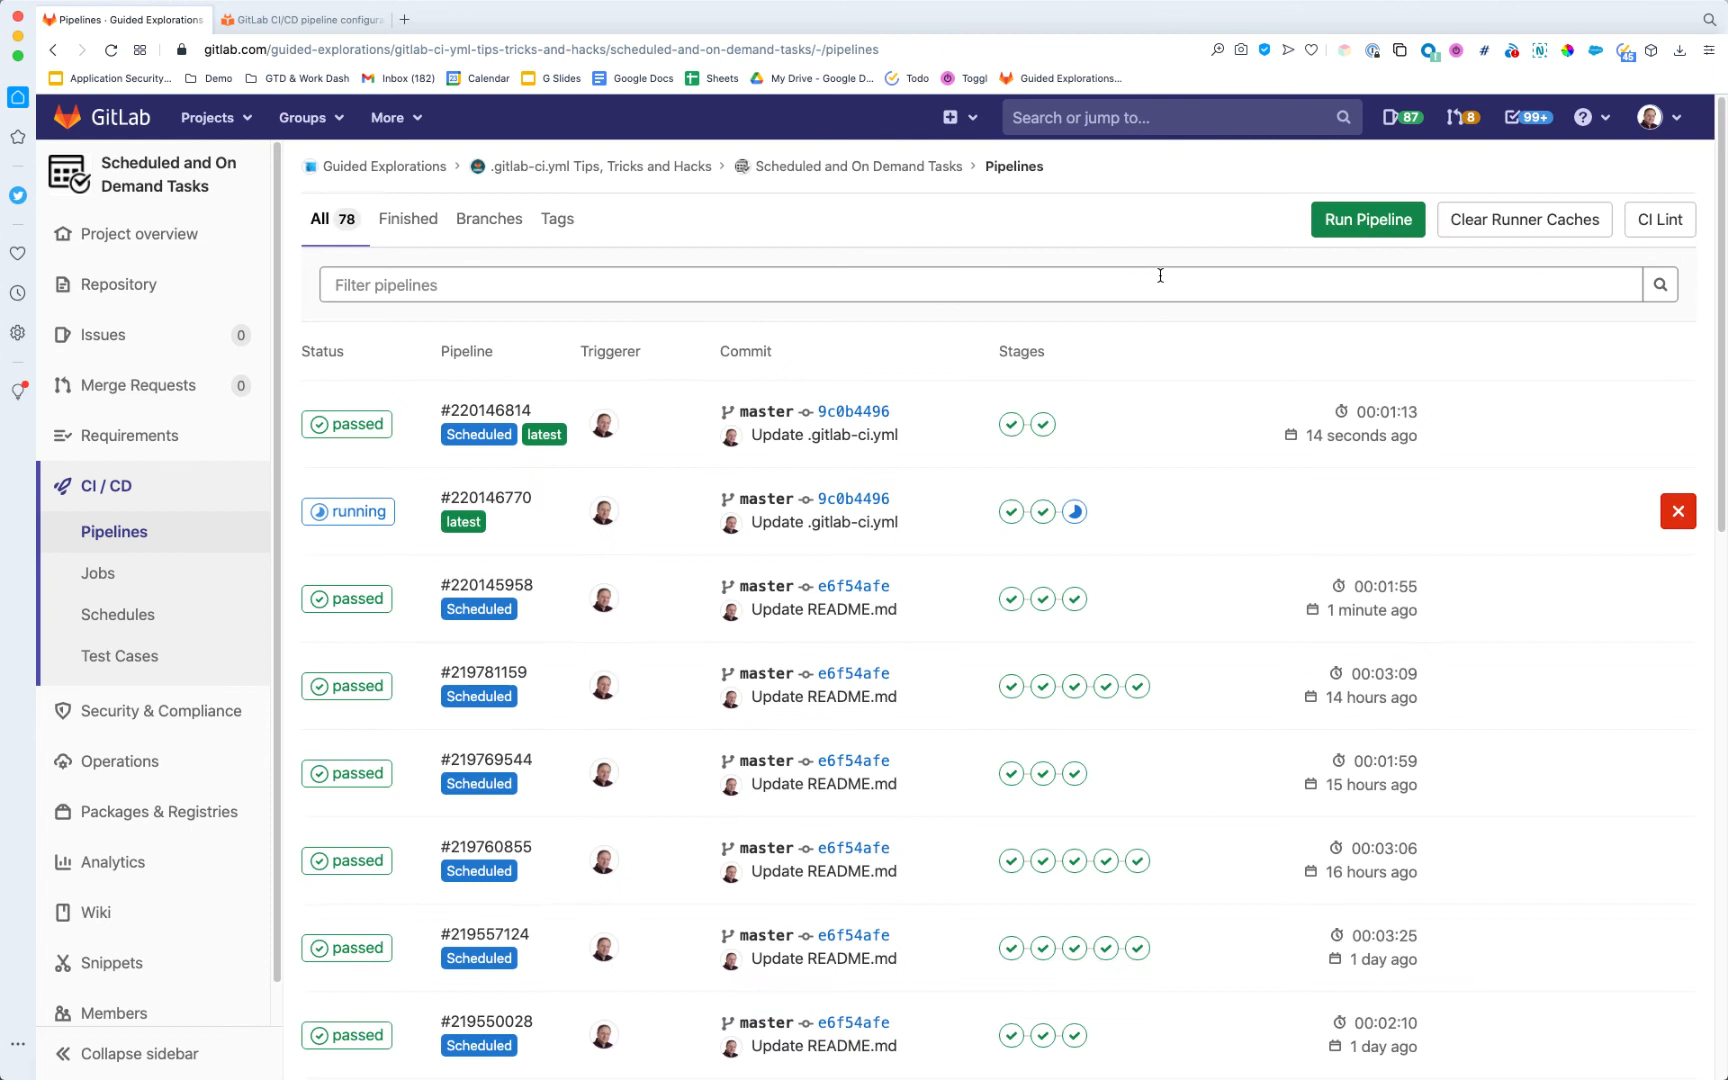 Pipelines · Guided Explorations
GitLab CI/CD pipeline configura
gitlab.com/guided-explorations/gitlab-ci-yml-tips-tricks-and-hacks/scheduled-and-on-demand-tasks/-/pipelines
45
Application Security... Demo GTD & Work Dash Inbox (182) Calendar G Slides Google Docs Sheets My Drive - Google D... Todo Toggl Guided Explorations...
GitLab Projects Groups More Search or jump to... 87 8 99+
Scheduled and On
Demand Tasks
Project overview
Repository
Issues 0
Merge Requests 0
Requirements
CI / CD
Pipelines
Jobs
Schedules
Test Cases
Security & Compliance
Operations
Packages & Registries
Analytics
Wiki
Snippets
Members
Collapse sidebar
Guided Explorations > .gitlab-ci.yml Tips, Tricks and Hacks > Scheduled and On Demand Tasks > Pipelines
All 78 Finished Branches Tags Run Pipeline Clear Runner Caches CI Lint
Filter pipelines
Status Pipeline Triggerer Commit Stages
passed #220146814 master 9c0b4496 00:01:13
Scheduled latest Update .gitlab-ci.yml 14 seconds ago
running #220146770 master 9c0b4496
latest Update .gitlab-ci.yml
passed #220145958 master e6f54afe 00:01:55
Scheduled Update README.md 1 minute ago
passed #219781159 master e6f54afe 00:03:09
Scheduled Update README.md 14 hours ago
passed #219769544 master e6f54afe 00:01:59
Scheduled Update README.md 15 hours ago
passed #219760855 master e6f54afe 00:03:06
Scheduled Update README.md 16 hours ago
passed #219557124 master e6f54afe 00:03:25
Scheduled Update README.md 1 day ago
passed #219550028 master e6f54afe 00:02:10
Scheduled Update README.md 1 day ago